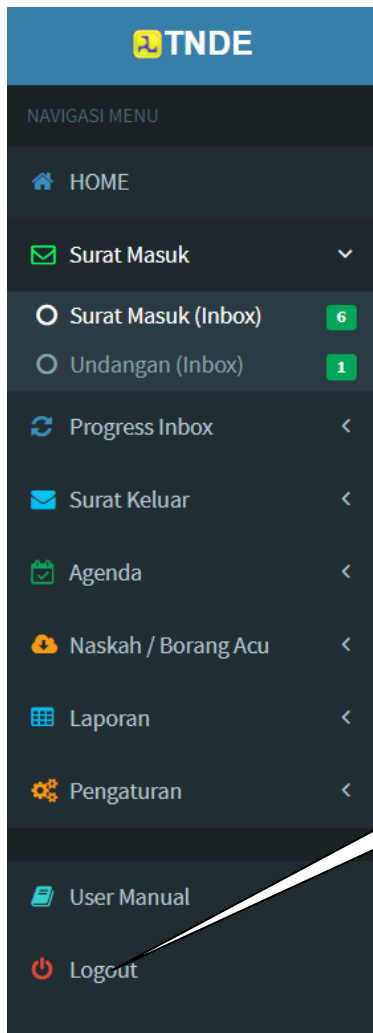 TNDE
NAVIGASI MENU
HOME
Surat Masuk
Surat Masuk (Inbox) 6
Undangan (Inbox) 1
Progress Inbox
Surat Keluar
Agenda
Naskah / Borang Acu
Laporan
Pengaturan
User Manual
Logout